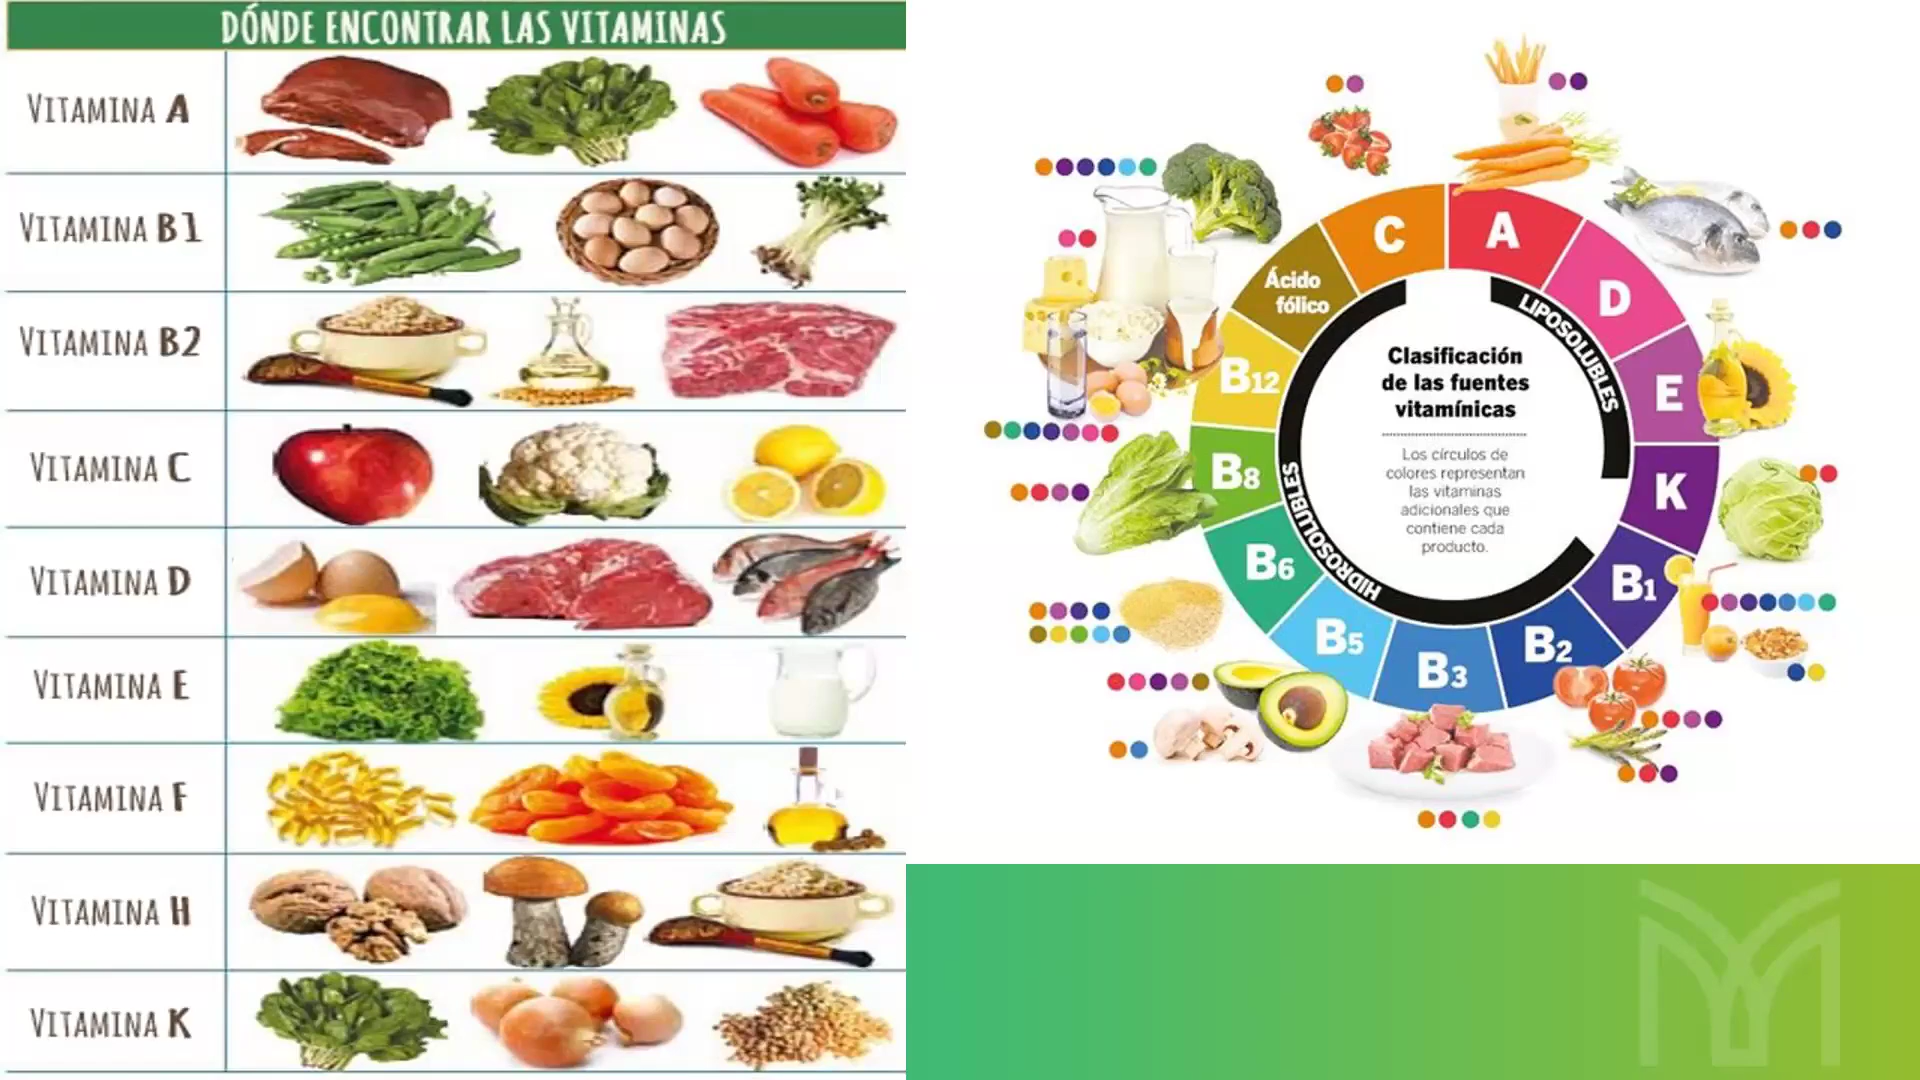 DÓNDE ENCONTRAR LAS VITAMINAS
VITAMINA A
VITAMINA B1
VITAMINA B2
VITAMINA C
VITAMINA D
VITAMINA E
VITAMINA F
VITAMINA H
VITAMINA K
C
A
D
E
K
B1
B2
B3
B5
B6
B8
B12
Ácido
fólico
LIPOSOLUBLES
HIDROSOLUBLES
Clasificación
de las fuentes
vitamínicas
Los círculos de
colores representan
las vitaminas
adicionales que
contiene cada
producto.